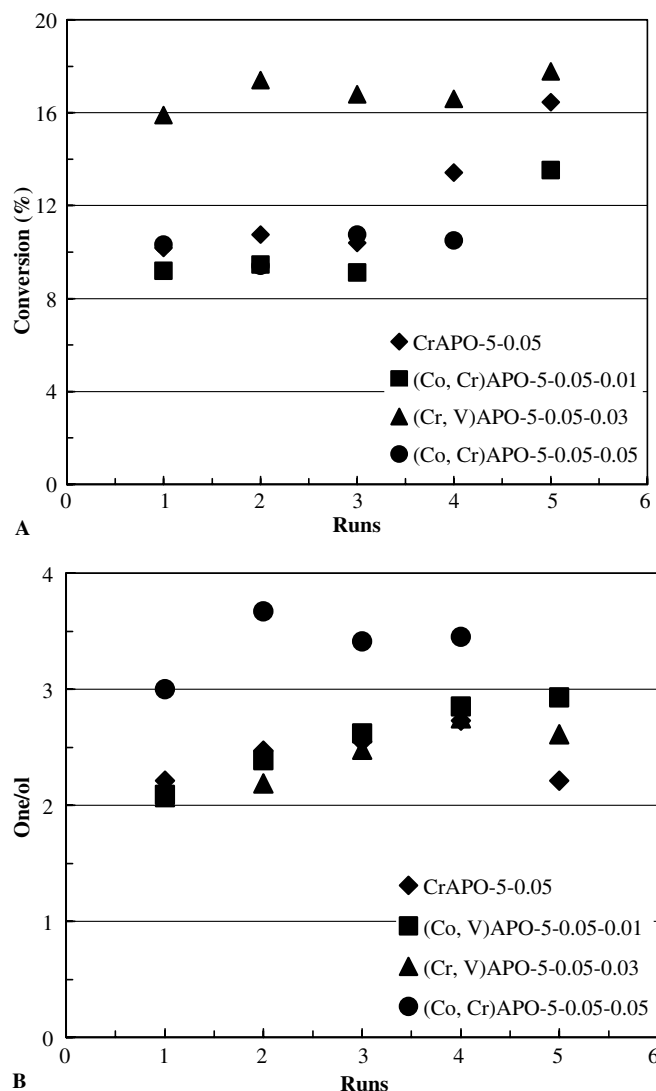 20
16
12
8
4
0
Conversion (%)
CrAPO-5-0.05
(Co, Cr)APO-5-0.05-0.01
(Cr, V)APO-5-0.05-0.03
(Co, Cr)APO-5-0.05-0.05
0 1 2 3 4 5 6
Runs
A
4
3
2
1
0
One/ol
CrAPO-5-0.05
(Co, V)APO-5-0.05-0.01
(Cr, V)APO-5-0.05-0.03
(Co, Cr)APO-5-0.05-0.05
0 1 2 3 4 5 6
Runs
B